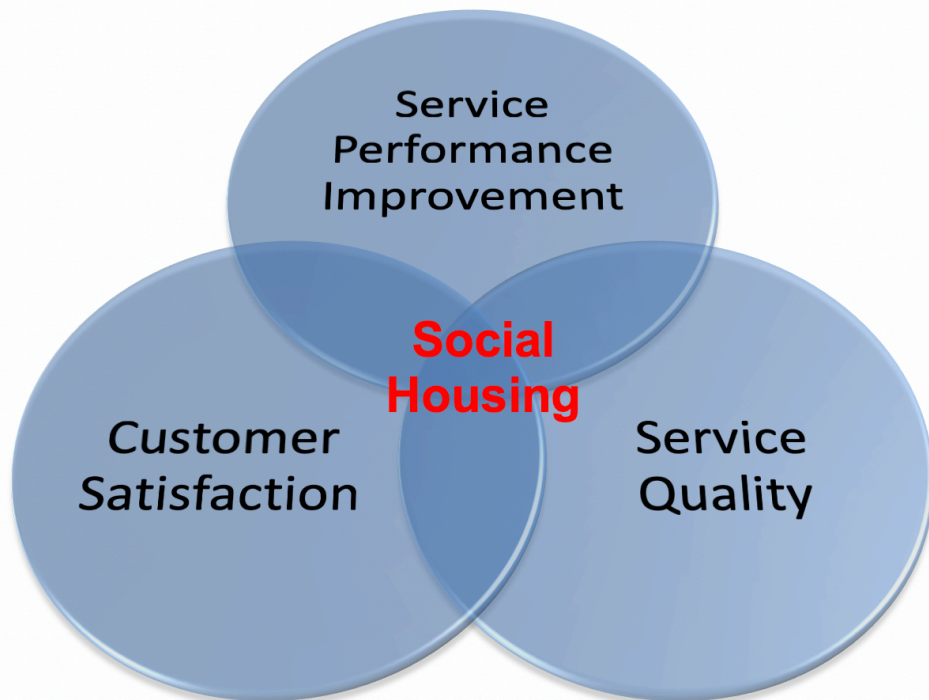 Service
Performance
Improvement
Social
Housing
Customer
Satisfaction
Service
Quality